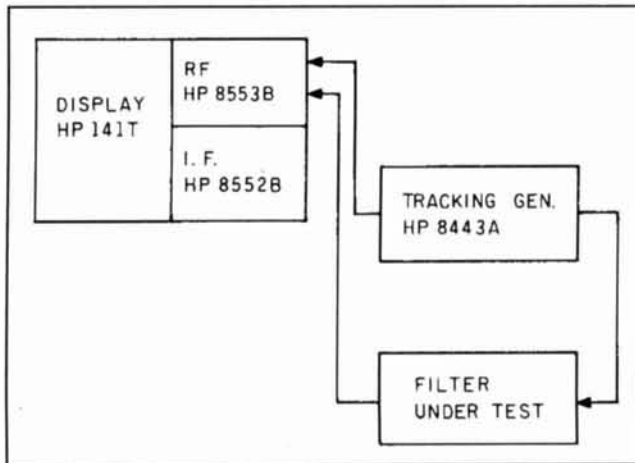 DISPLAY
HP 141T
RF
HP 8553B
I. F.
HP 8552B
TRACKING GEN.
HP 8443A
FILTER
UNDER TEST